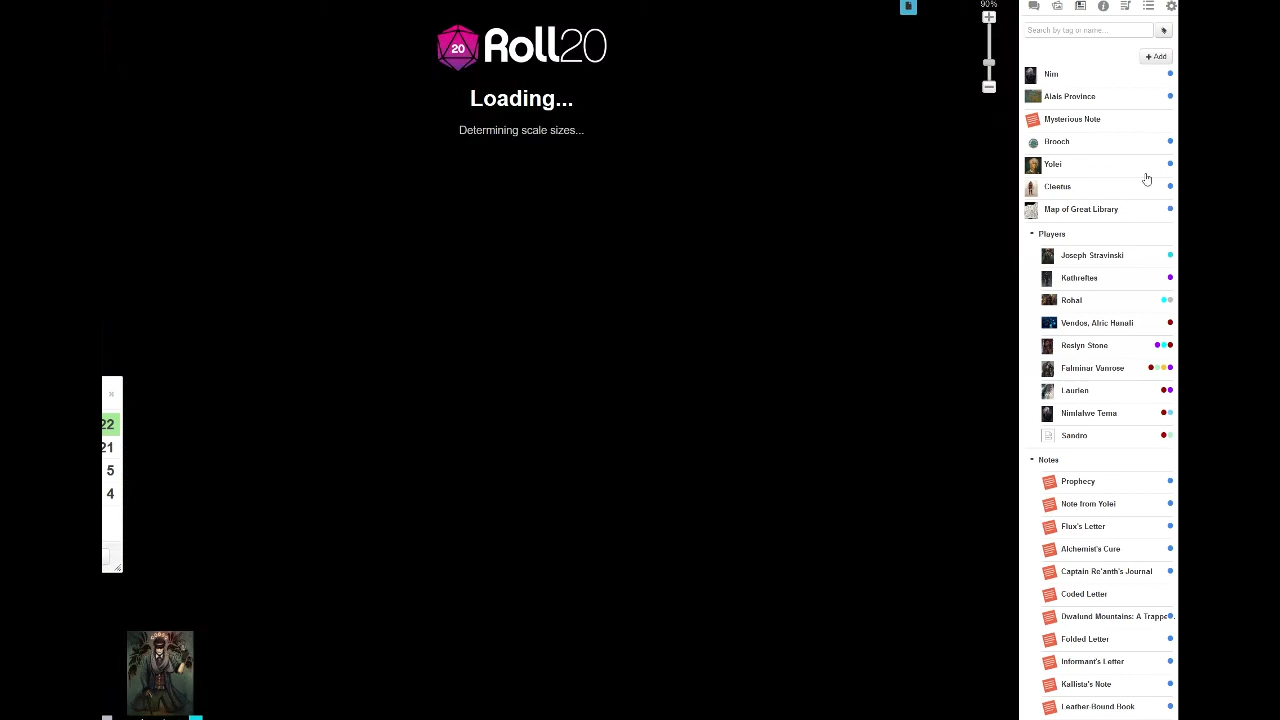 90%
20
Roll20
Loading...
Determining scale sizes...
Search by tag or name...
+ Add
Nim
Alais Province
Mysterious Note
Brooch
Yolei
Cleetus
Map of Great Library
Players
Joseph Stravinski
Kathreftes
Rohal
Vendos, Alric Hanali
Reslyn Stone
Falminar Vanrose
Laurien
Nimlalwe Tema
Sandro
22
21
5
4
Notes
Prophecy
Note from Yolei
Flux's Letter
Alchemist's Cure
Captain Re'anth's Journal
Coded Letter
Dwalund Mountains: A Trappe
Folded Letter
Informant's Letter
Kallista's Note
Leather-Bound Book